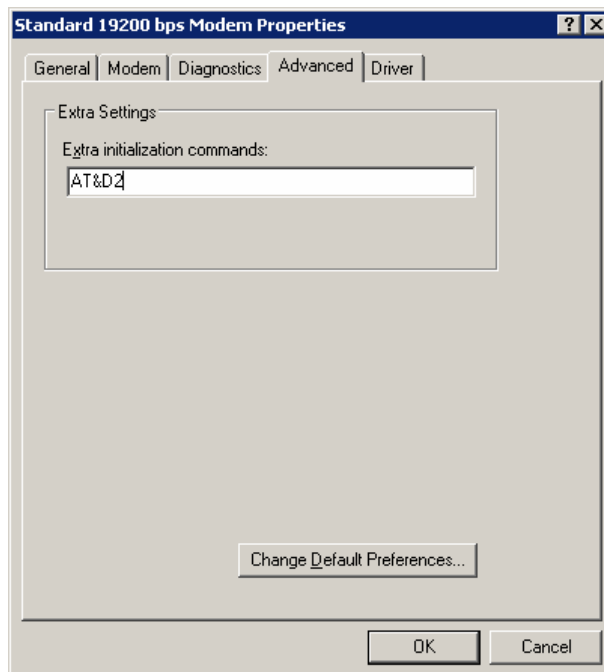 Standard 19200 bps Modem Properties
General Modem Diagnostics Advanced Driver
Extra Settings
Extra initialization commands:
AT&D2
Change Default Preferences...
OK Cancel